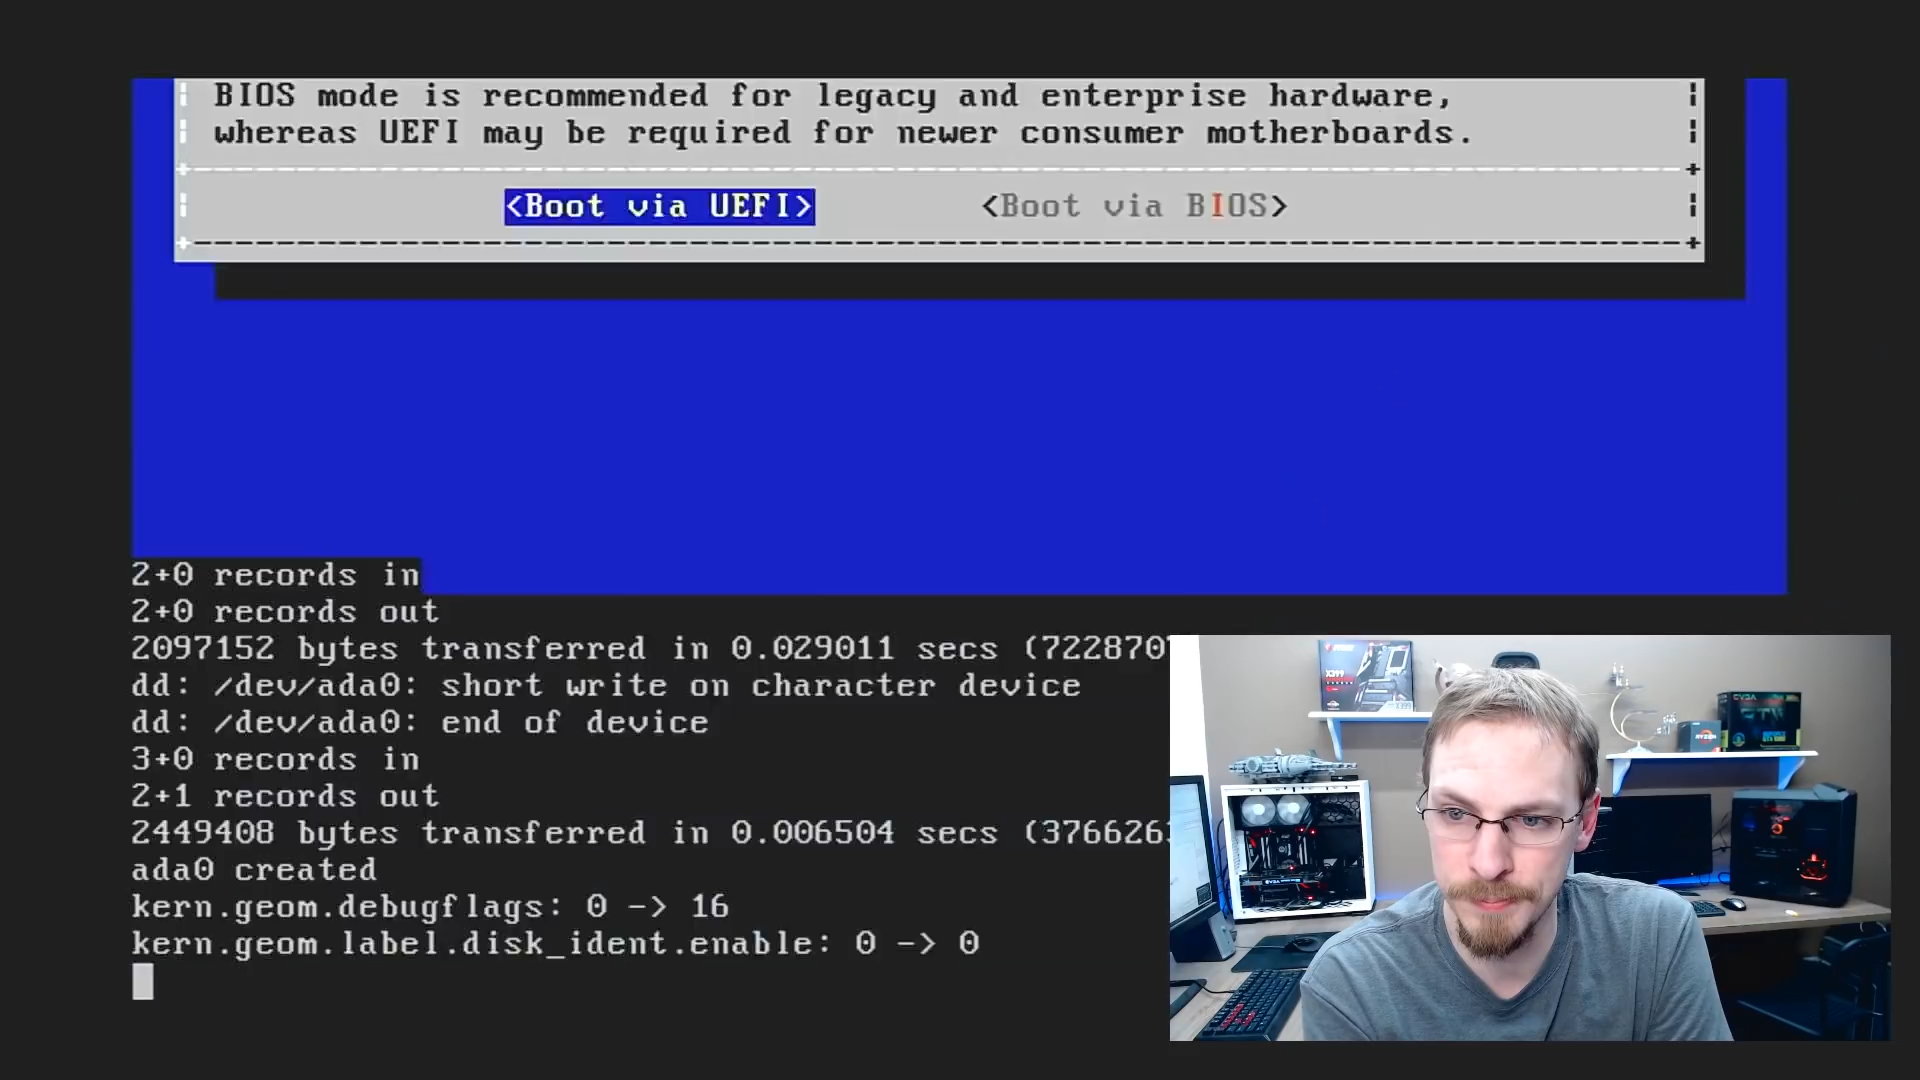 BIOS mode is recommended for legacy and enterprise hardware,
whereas UEFI may be required for newer consumer motherboards.
<Boot via UEFI> <Boot via BIOS>
2+0 records in
2+0 records out
2097152 bytes transferred in 0.029011 secs (722870
dd: /dev/ada0: short write on character device
dd: /dev/ada0: end of device
3+0 records in
2+1 records out
2449408 bytes transferred in 0.006504 secs (376626
ada0 created
kern.geom.debugflags: 0 -> 16
kern.geom.label.disk_ident.enable: 0 -> 0
X399
EVGA
RYZEN